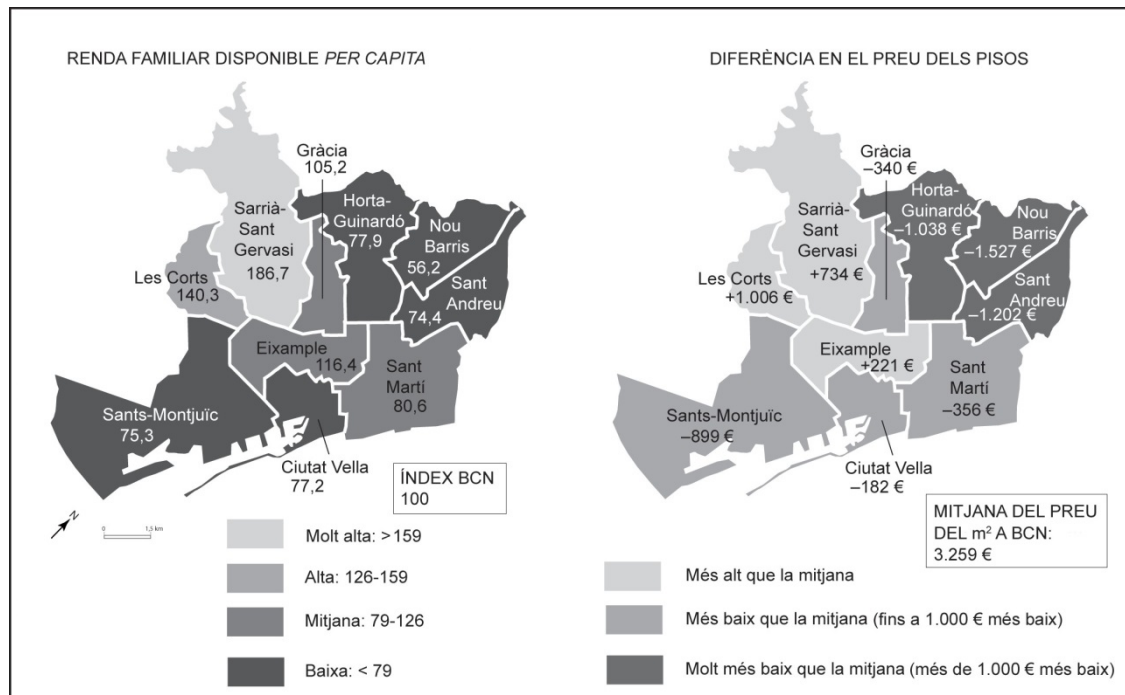 RENDA FAMILIAR DISPONIBLE PER CAPITA
Gràcia
105,2
Sarrià-
Sant
Gervasi
186,7
Horta-
Guinardó
77,9
Nou
Barris
56,2
Les Corts
140,3
Sant
Andreu
74,4
Eixample
116,4
Sant
Martí
80,6
Sants-Montjuïc
75,3
Ciutat Vella
77,2
ÍNDEX BCN
100
N
0 1,5 km
Molt alta: >159
Alta: 126-159
Mitjana: 79-126
Baixa: < 79
DIFERÈNCIA EN EL PREU DELS PISOS
Gràcia
–340 €
Sarrià-
Sant
Gervasi
+734 €
Horta-
Guinardó
–1.038 €
Nou
Barris
–1.527 €
Les Corts
+1.006 €
Sant
Andreu
–1.202 €
Eixample
+221 €
Sant
Martí
–356 €
Sants-Montjuïc
–899 €
Ciutat Vella
–182 €
MITJANA DEL PREU
DEL m² A BCN:
3.259 €
Més alt que la mitjana
Més baix que la mitjana (fins a 1.000 € més baix)
Molt més baix que la mitjana (més de 1.000 € més baix)